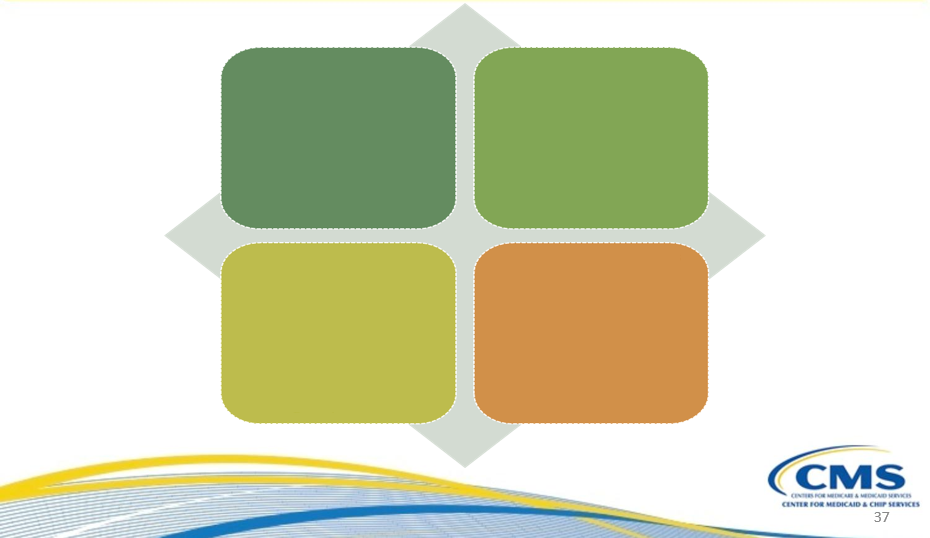 CMS
CENTERS FOR MEDICARE & MEDICAID SERVICES
CENTER FOR MEDICAID & CHIP SERVICES
37